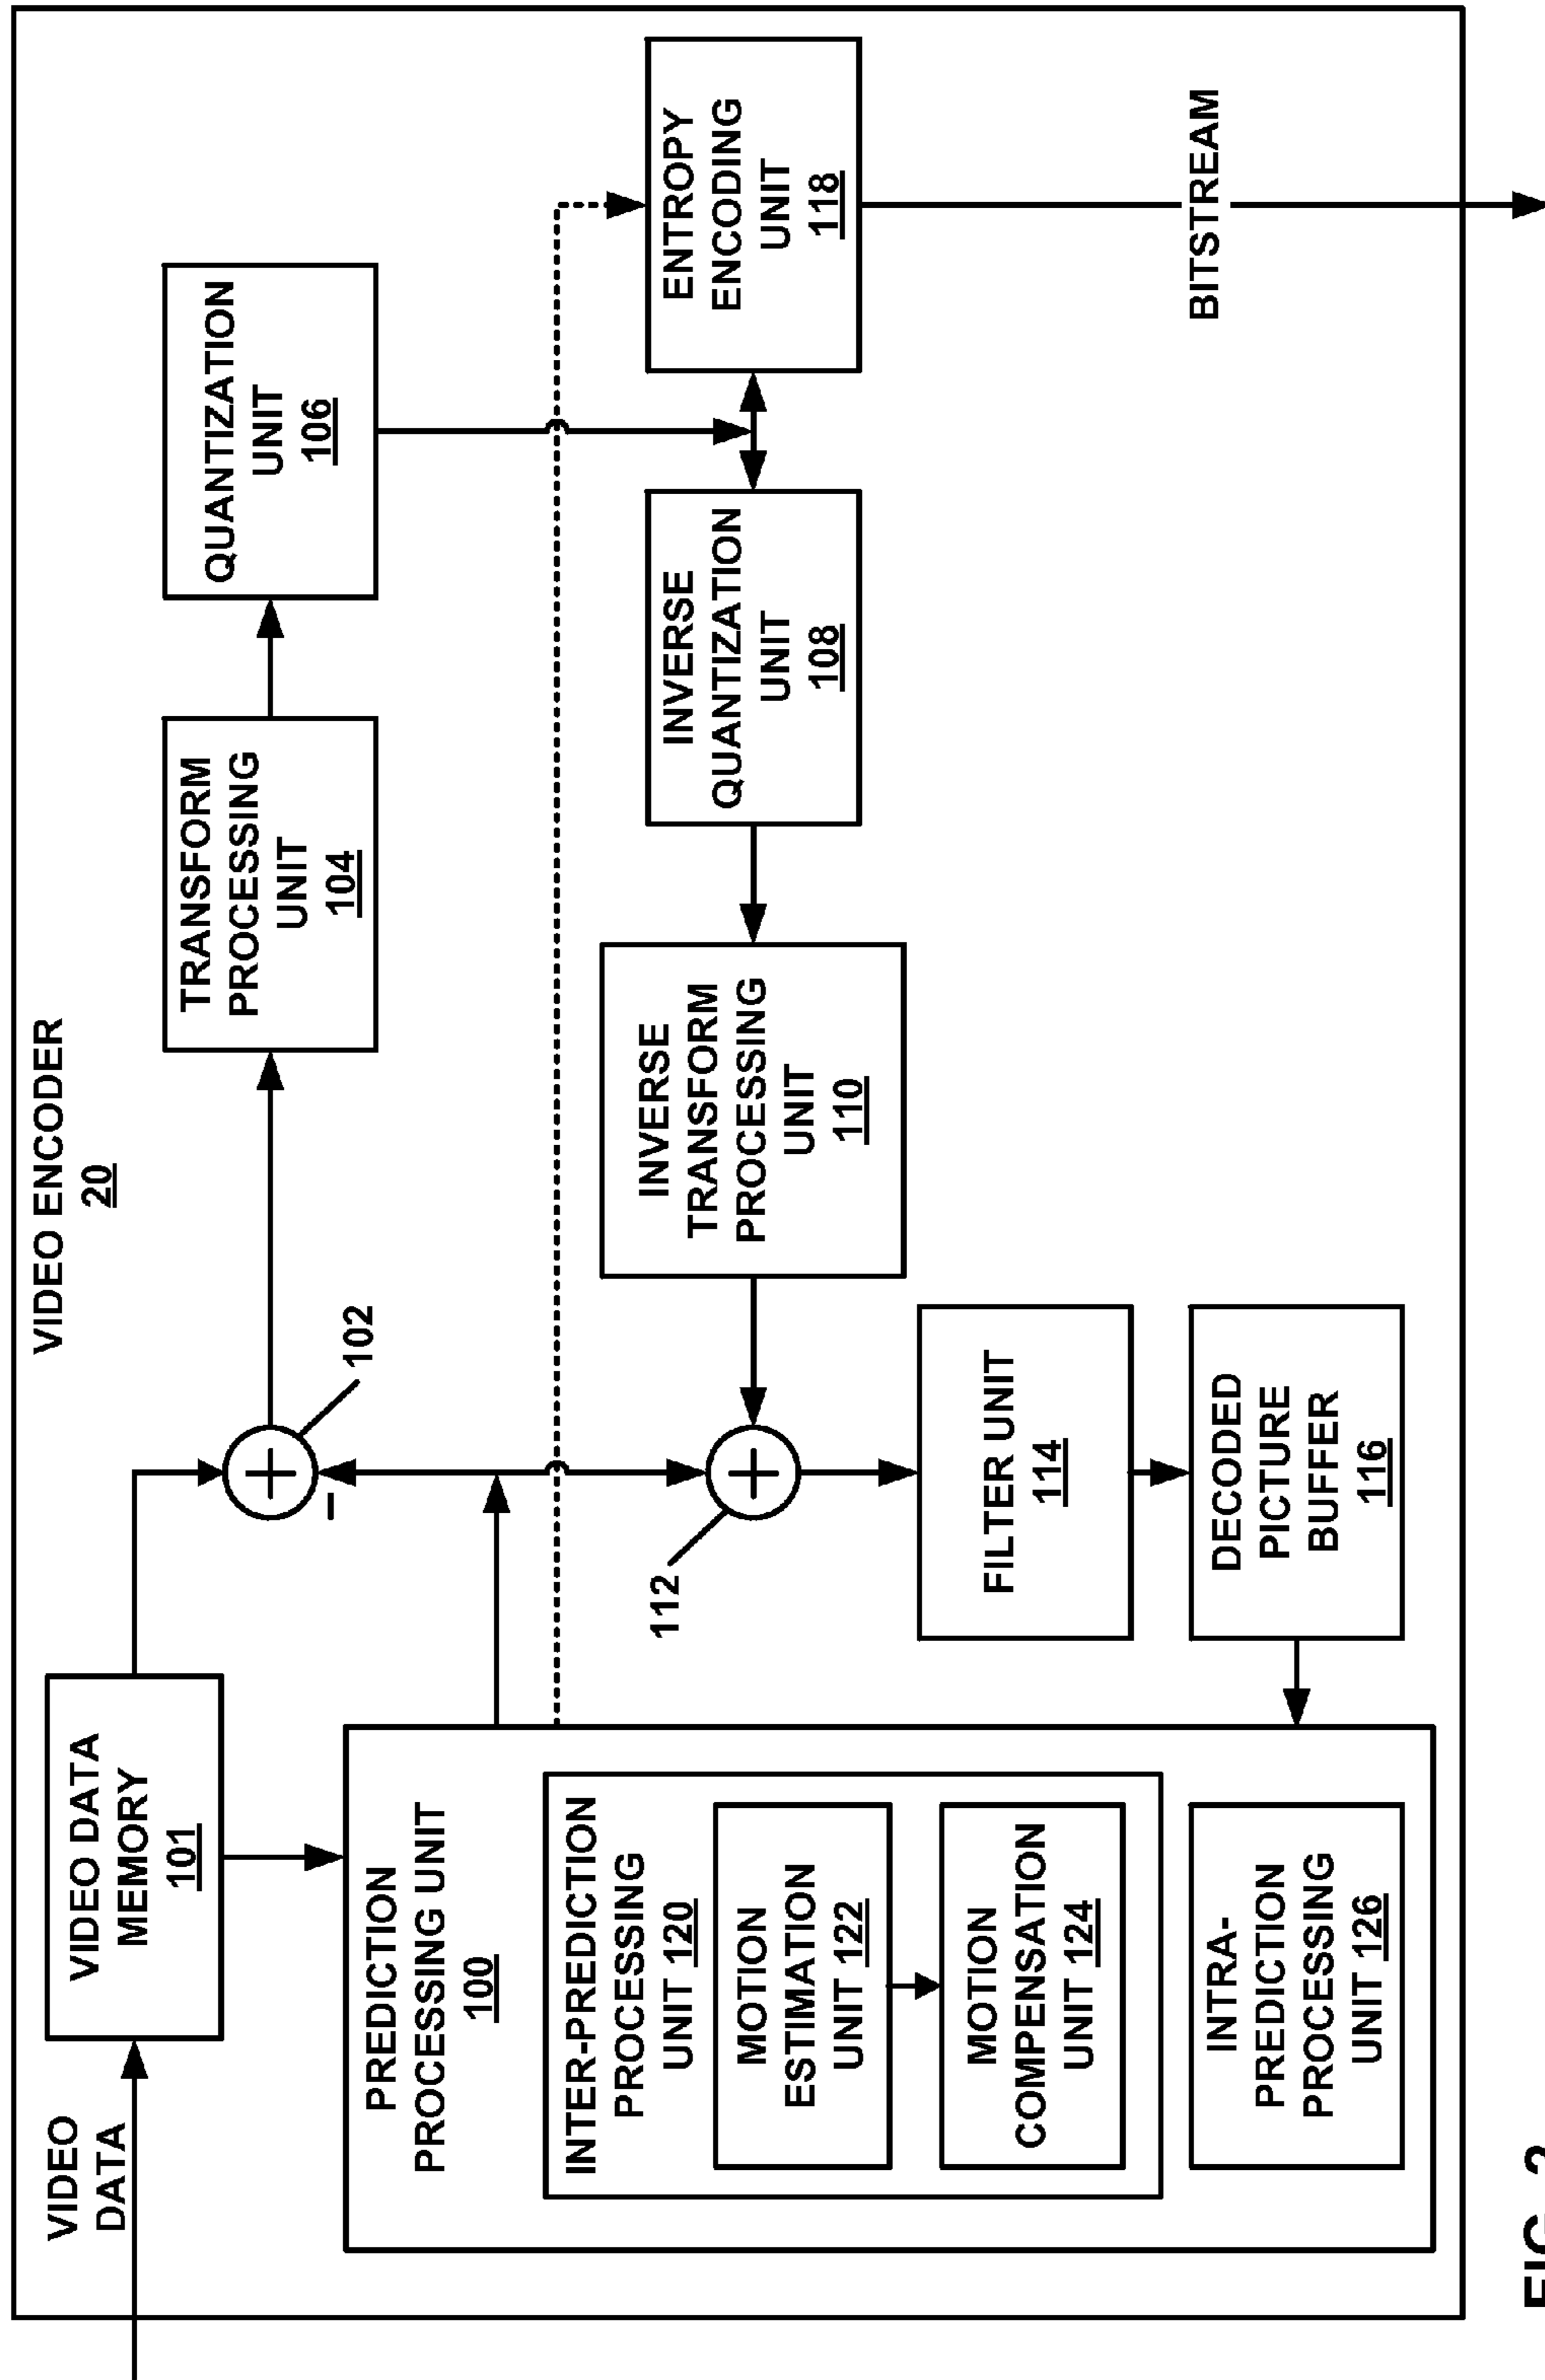 VIDEO ENCODER
20
VIDEO
DATA
VIDEO DATA
MEMORY
101
102
TRANSFORM
PROCESSING
UNIT
104
QUANTIZATION
UNIT
106
PREDICTION
PROCESSING UNIT
100
INTER-PREDICTION
PROCESSING
UNIT 120
MOTION
ESTIMATION
UNIT 122
MOTION
COMPENSATION
UNIT 124
INTRA-
PREDICTION
PROCESSING
UNIT 126
112
INVERSE
TRANSFORM
PROCESSING
UNIT
110
INVERSE
QUANTIZATION
UNIT
108
ENTROPY
ENCODING
UNIT
118
FILTER UNIT
114
DECODED
PICTURE
BUFFER
116
BITSTREAM
FIG.